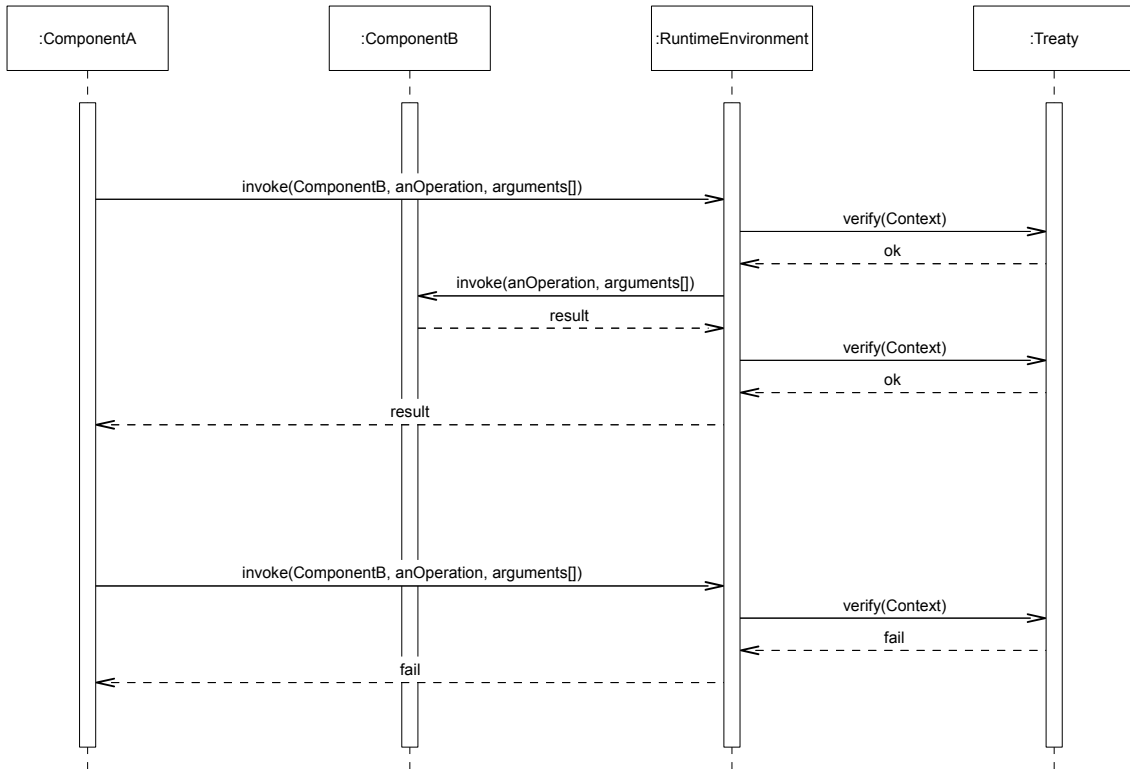 :ComponentA
:ComponentB
:RuntimeEnvironment
:Treaty
invoke(ComponentB, anOperation, arguments[])
verify(Context)
ok
invoke(anOperation, arguments[])
result
verify(Context)
ok
result
invoke(ComponentB, anOperation, arguments[])
verify(Context)
fail
fail